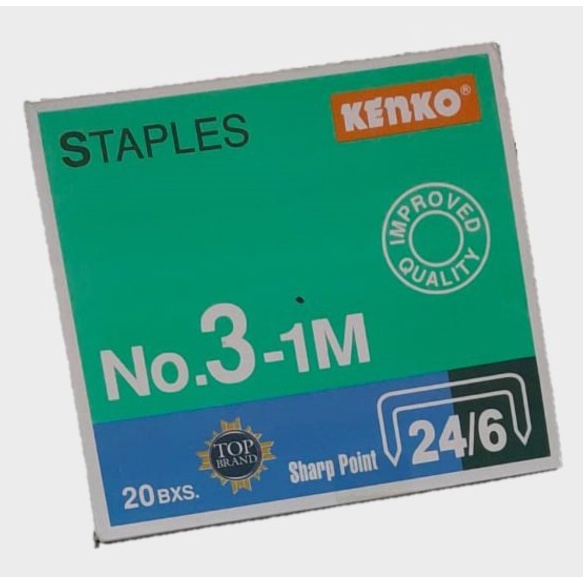 STAPLES
KENKO®
IMPROVED
QUALITY
No.3-1M
TOP
BRAND
Sharp Point
24/6
20 BXS.